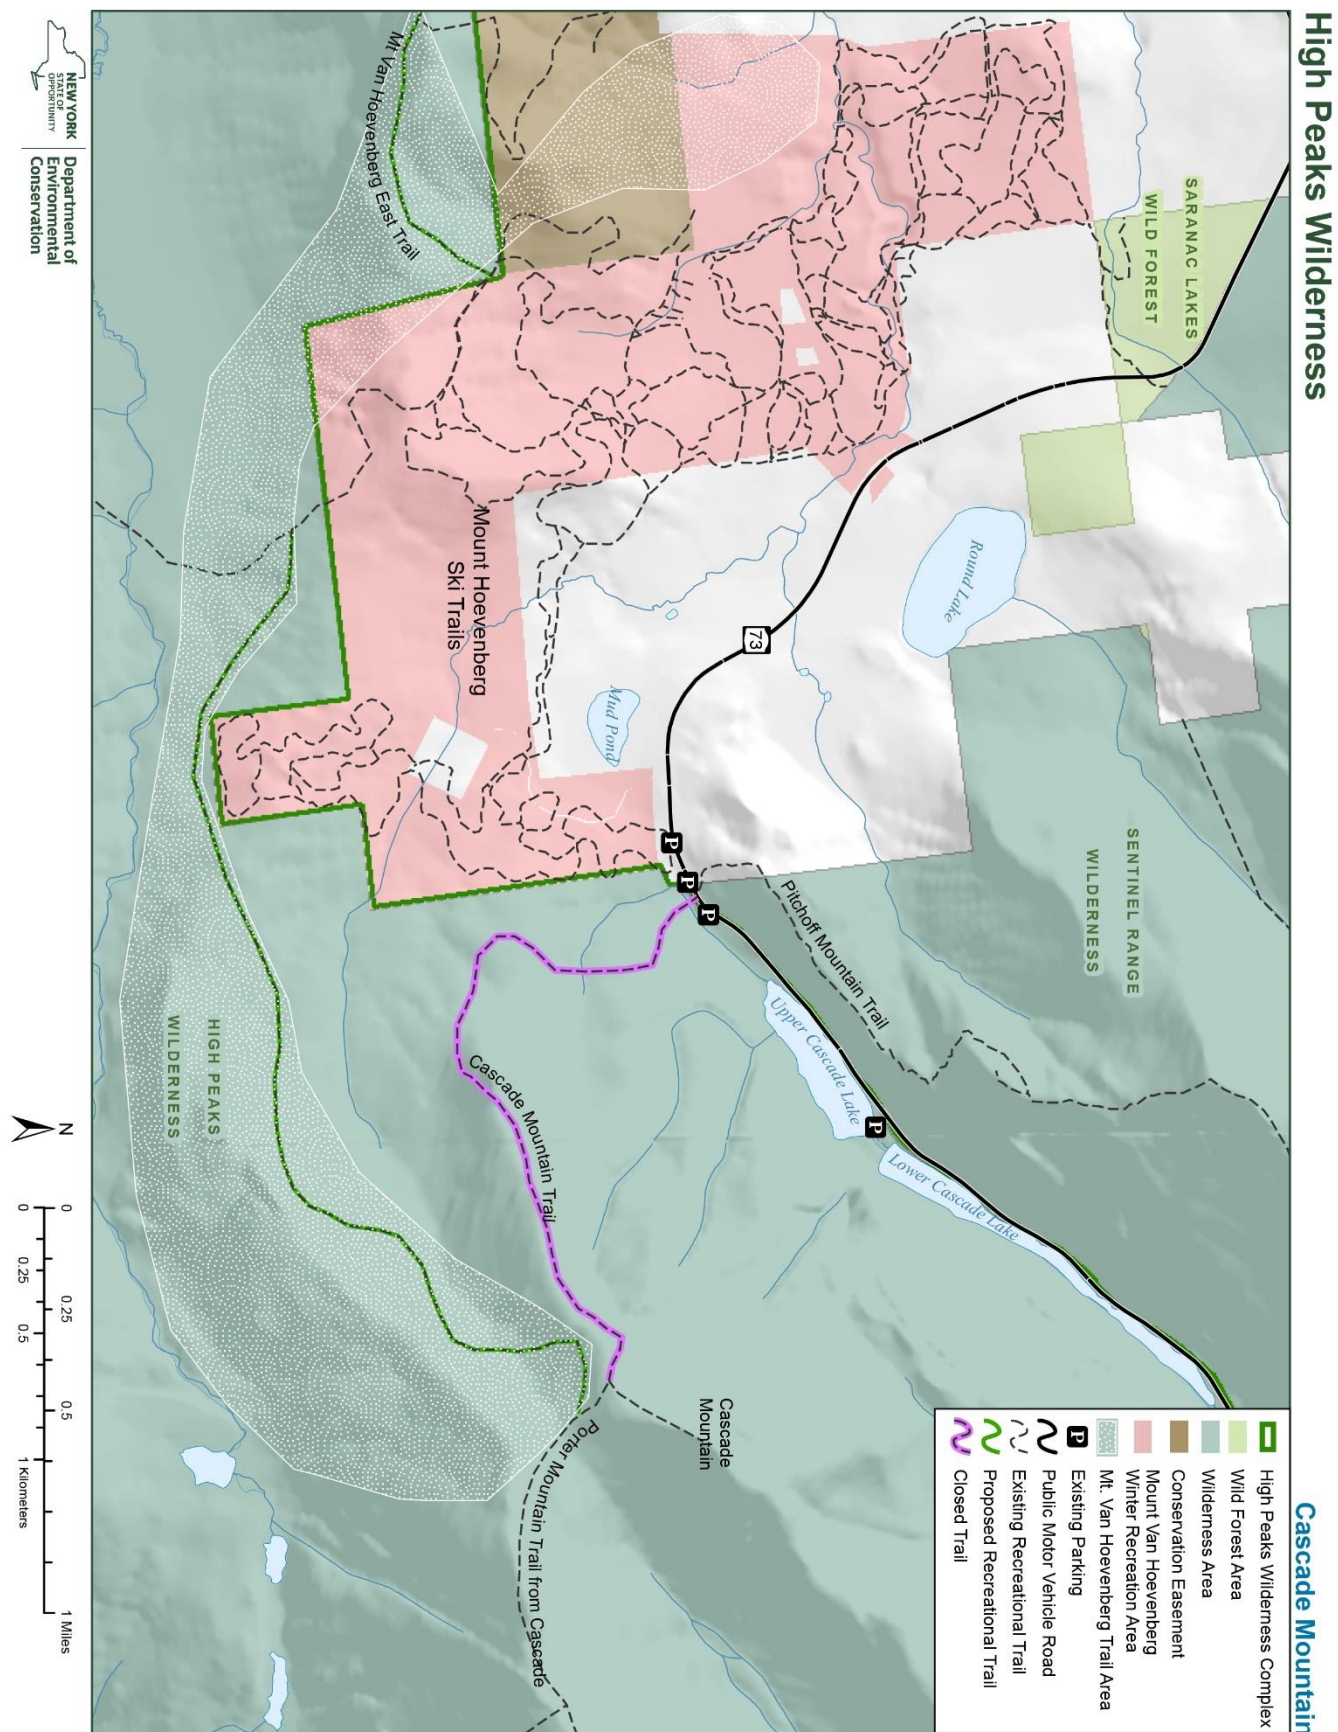 High Peaks Wilderness
Cascade Mountain
SARANAC LAKES
WILD FOREST
Round Lake
73
Mud Pond
Mt Van Hoevenberg East Trail
Mount Hoevenberg
Ski Trails
SENTINEL RANGE
WILDERNESS
P
P
P
P
Pitchoff Mountain Trail
Upper Cascade Lake
Lower Cascade Lake
Cascade Mountain Trail
HIGH PEAKS
WILDERNESS
Cascade
Mountain
Porter Mountain Trail from Cascade
High Peaks Wilderness Complex
Wild Forest Area
Wilderness Area
Conservation Easement
Mount Van Hoevenberg
Winter Recreation Area
Mt. Van Hoevenberg Trail Area
P Existing Parking
Public Motor Vehicle Road
Existing Recreational Trail
Proposed Recreational Trail
Closed Trail
NEW YORK
STATE OF
OPPORTUNITY
Department of
Environmental
Conservation
N
0 0.25 0.5 1 Miles
0 0.25 0.5 1 Kilometers